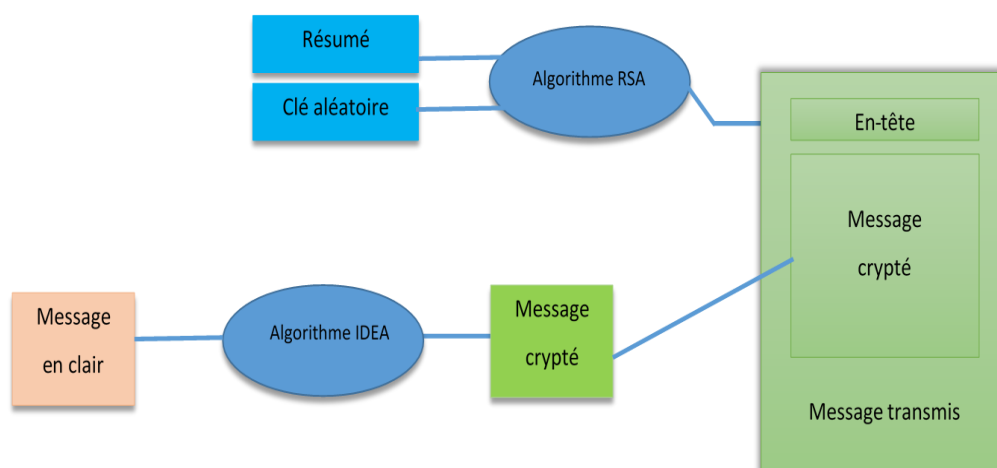 Résumé
Algorithme RSA
Clé aléatoire
En-tête
Message
crypté
Message
en clair
Algorithme IDEA
Message
crypté
Message transmis